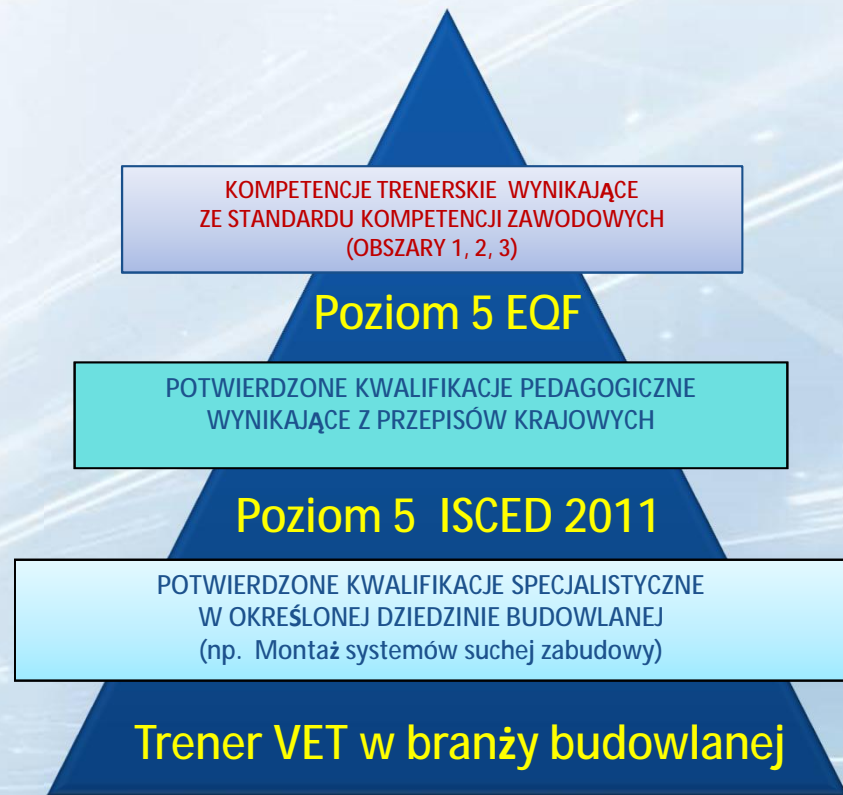 KOMPETENCJE TRENERSKIE WYNIKAJĄCE
ZE STANDARDU KOMPETENCJI ZAWODOWYCH
(OBSZARY 1, 2, 3)
Poziom 5 EQF
POTWIERDZONE KWALIFIKACJE PEDAGOGICZNE
WYNIKAJĄCE Z PRZEPISÓW KRAJOWYCH
Poziom 5 ISCED 2011
POTWIERDZONE KWALIFIKACJE SPECJALISTYCZNE
W OKREŚLONEJ DZIEDZINIE BUDOWLANEJ
(np. Montaż systemów suchej zabudowy)
Trener VET w branży budowlanej